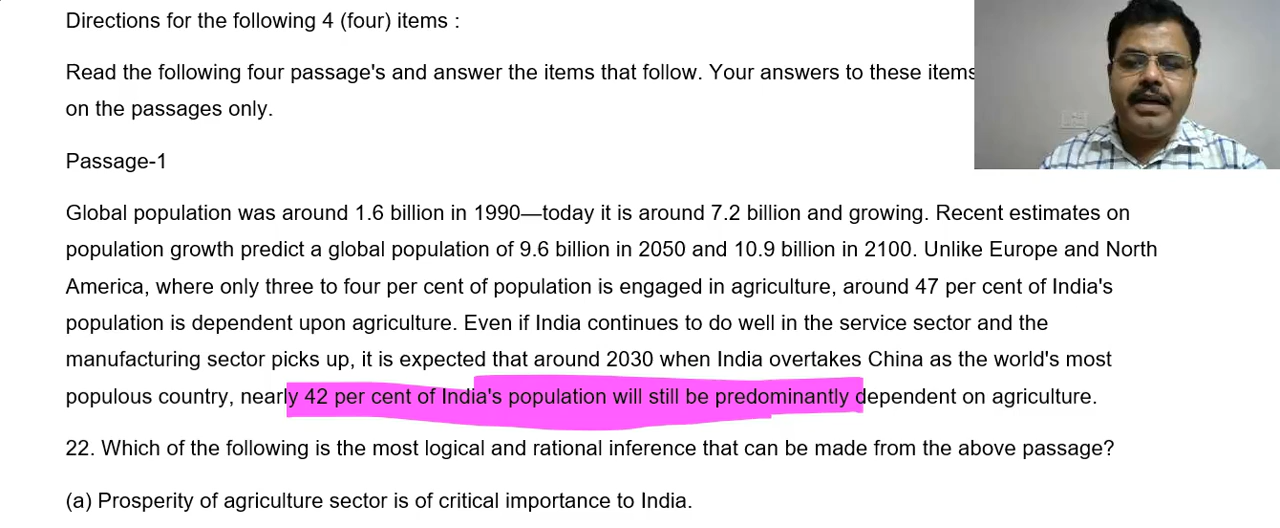 Directions for the following 4 (four) items :
Read the following four passage's and answer the items that follow. Your answers to these items
on the passages only.
Passage-1
Global population was around 1.6 billion in 1990—today it is around 7.2 billion and growing. Recent estimates on
population growth predict a global population of 9.6 billion in 2050 and 10.9 billion in 2100. Unlike Europe and North
America, where only three to four per cent of population is engaged in agriculture, around 47 per cent of India's
population is dependent upon agriculture. Even if India continues to do well in the service sector and the
manufacturing sector picks up, it is expected that around 2030 when India overtakes China as the world's most
populous country, nearly 42 per cent of India's population will still be predominantly dependent on agriculture.
22. Which of the following is the most logical and rational inference that can be made from the above passage?
(a) Prosperity of agriculture sector is of critical importance to India.